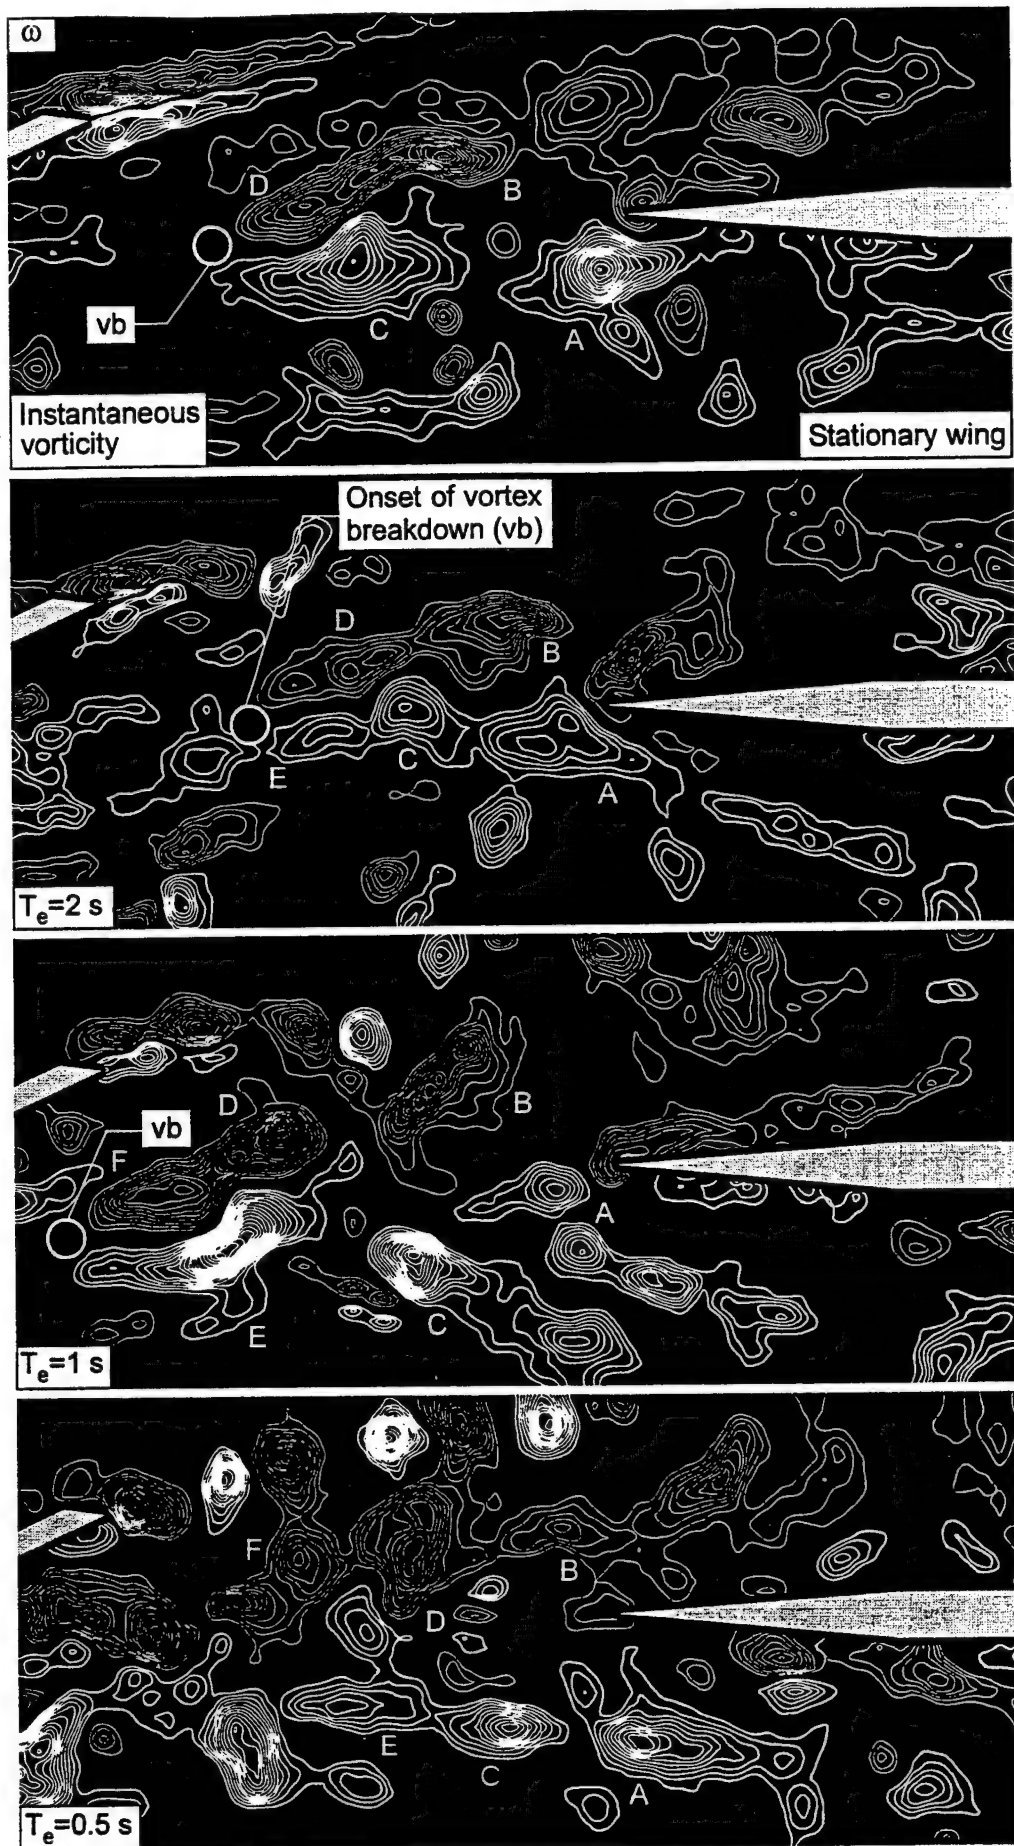 ω
D
B
vb
C
A
Instantaneous
vorticity
Stationary wing
Onset of vortex
breakdown (vb)
D
B
E
C
A
Te=2 s
D
B
vb
F
A
E
C
Te=1 s
F
B
D
E
C
A
Te=0.5 s